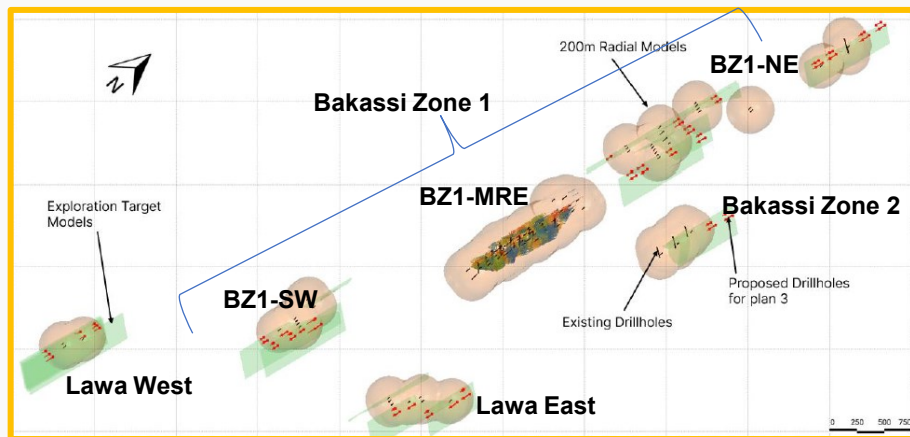 200m Radial Models
BZ1-NE
N
Bakassi Zone 1
Exploration Target
Models
BZ1-MRE
Bakassi Zone 2
BZ1-SW
Proposed Drillholes
for plan 3
Existing Drillholes
Lawa West
Lawa East
0 250 500 750